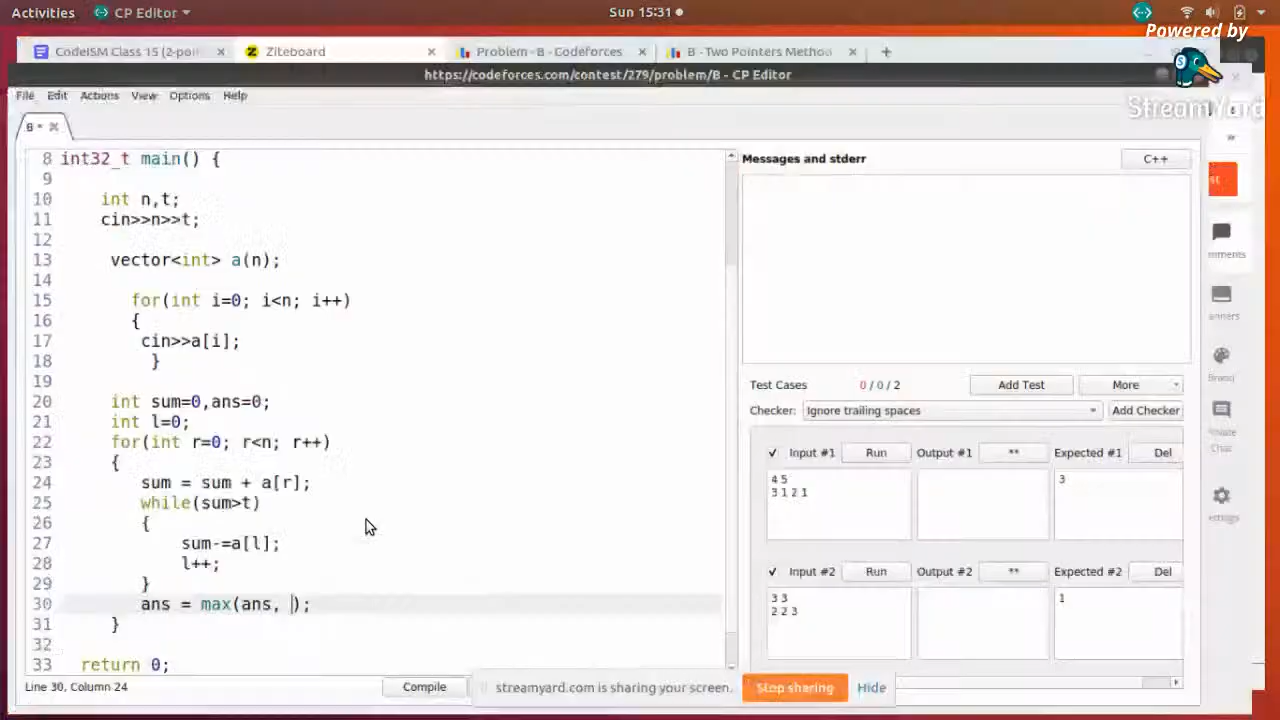 Activities CP Editor Sun 15:31
Powered by
StreamYard
CodeISM Class 15 (2-poin Ziteboard Problem - B - Codeforces B - Two Pointers Method
https://codeforces.com/contest/279/problem/B - CP Editor
File Edit Actions View Options Help
B *
8 int32_t main() {
9
10 int n,t;
11 cin>>n>>t;
12
13 vector<int> a(n);
14
15 for(int i=0; i<n; i++)
16 {
17 cin>>a[i];
18 }
19
20 int sum=0,ans=0;
21 int l=0;
22 for(int r=0; r<n; r++)
23 {
24 sum = sum + a[r];
25 while(sum>t)
26 {
27 sum-=a[l];
28 l++;
29 }
30 ans = max(ans, );
31 }
32
33 return 0;
Line 30, Column 24 Compile
Messages and stderr C++
Test Cases 0 / 0 / 2 Add Test More
Checker: Ignore trailing spaces Add Checker
Input #1 Run Output #1 ** Expected #1 Del
4 5
3 1 2 1
3
Input #2 Run Output #2 ** Expected #2 Del
3 3
2 2 3
1
streamyard.com is sharing your screen. Stop sharing Hide
mments
anners
Brand
Private
Chat
ettings